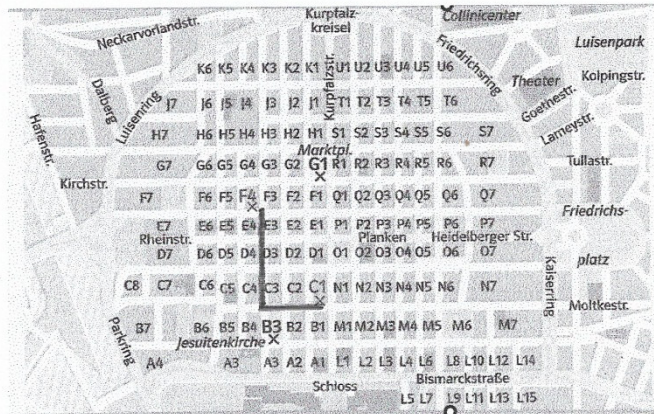 Collinicenter
Kurpfalz-
kreisel
Neckarvorlandstr.
Friedrichsring
Luisenpark
K6 K5 K4 K3 K2 K1 U1 U2 U3 U4 U5 U6
Kurpfalzstr.
Theater
Kolpingstr.
Dalberg
Luisenring
Goethestr.
J7 J6 J5 J4 J3 J2 J1 T1 T2 T3 T4 T5 T6
Lameystr.
Hafenstr.
H7 H6 H5 H4 H3 H2 H1 S1 S2 S3 S4 S5 S6 S7
Marktpl.
G7 G6 G5 G4 G3 G2 G1 R1 R2 R3 R4 R5 R6 R7
Tullastr.
Kirchstr.
F7 F6 F5 F4 F3 F2 F1 Q1 Q2 Q3 Q4 Q5 Q6 Q7
Friedrichs-
E7 E6 E5 E4 E3 E2 E1 P1 P2 P3 P4 P5 P6 P7
Rheinstr.
Planken
Heidelberger Str.
D7 D6 D5 D4 D3 D2 D1 O1 O2 O3 O4 O5 O6 O7
platz
Kaiserring
C8 C7 C6 C5 C4 C3 C2 C1 N1 N2 N3 N4 N5 N6 N7
Moltkestr.
Parkring
B7 B6 B5 B4 B3 B2 B1 M1 M2 M3 M4 M5 M6 M7
Jesuitenkirche
A4 A3 A3 A2 A1 L1 L2 L3 L4 L6 L8 L10 L12 L14
Schloss
Bismarckstraße
L5 L7 L9 L11 L13 L15